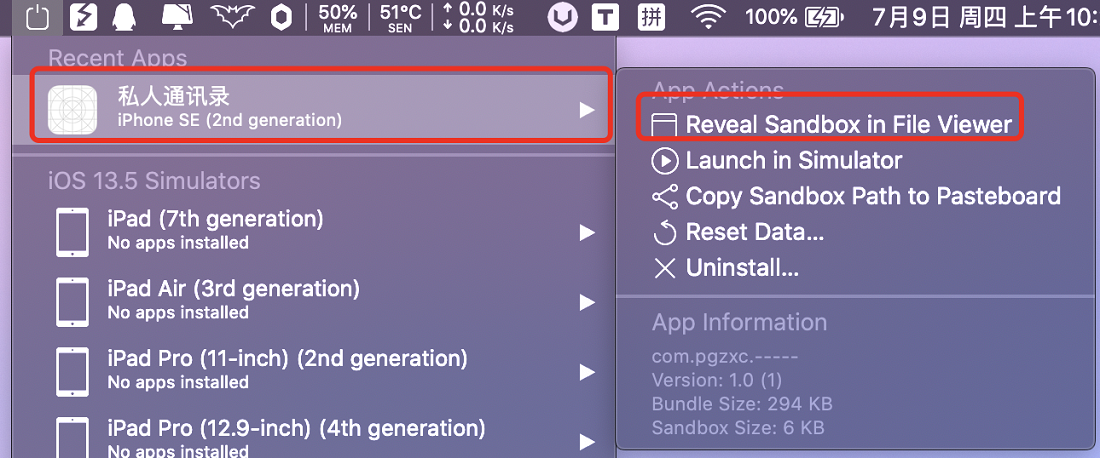 50% 51°C ↑ 0.0 K/s T 拼 100% 7月9日 周四 上午10:
MEM SEN ↓ 0.0 K/s
Recent Apps
私人通讯录
iPhone SE (2nd generation)
iOS 13.5 Simulators
iPad (7th generation)
No apps installed
iPad Air (3rd generation)
No apps installed
iPad Pro (11-inch) (2nd generation)
No apps installed
iPad Pro (12.9-inch) (4th generation)
No apps installed
App Actions
Reveal Sandbox in File Viewer
Launch in Simulator
Copy Sandbox Path to Pasteboard
Reset Data...
Uninstall...
App Information
com.pgzxc.-----
Version: 1.0 (1)
Bundle Size: 294 KB
Sandbox Size: 6 KB